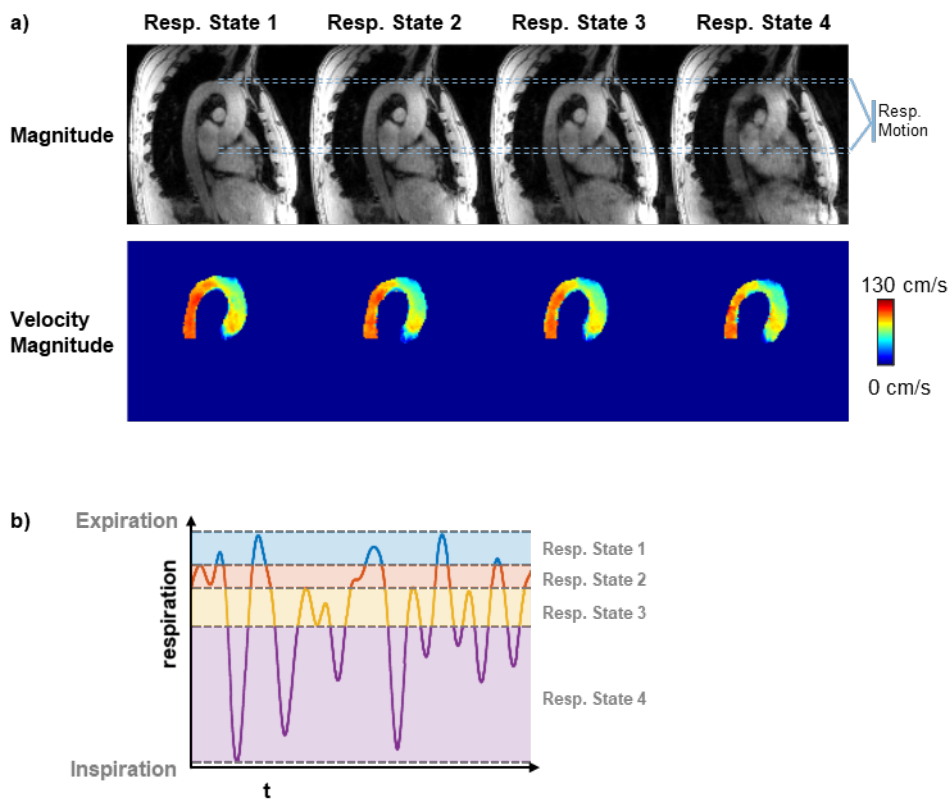 a)
Resp. State 1
Resp. State 2
Resp. State 3
Resp. State 4
Magnitude
Resp.
Motion
Velocity
Magnitude
130 cm/s
0 cm/s
b)
Expiration
respiration
Resp. State 1
Resp. State 2
Resp. State 3
Resp. State 4
Inspiration
t